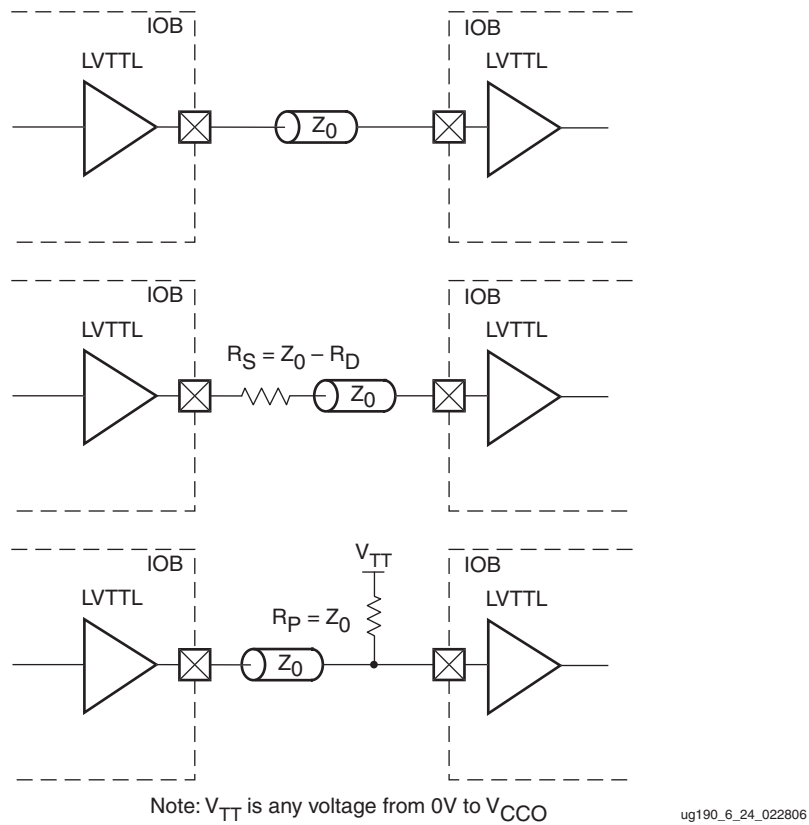 IOB
IOB
LVTTL
LVTTL
Z0
IOB
IOB
LVTTL
LVTTL
RS = Z0 – RD
Z0
IOB
VTT
IOB
LVTTL
LVTTL
RP = Z0
Z0
Note: VTT is any voltage from 0V to VCCO
ug190_6_24_022806